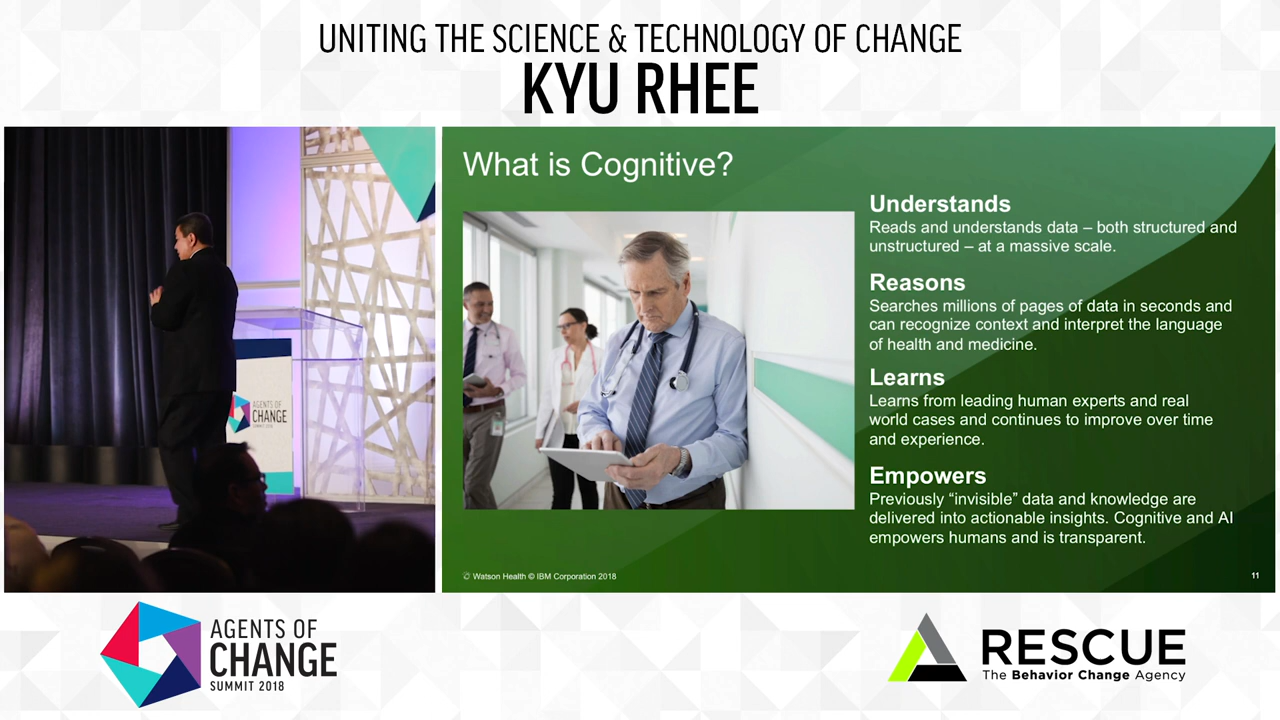 UNITING THE SCIENCE & TECHNOLOGY OF CHANGE
KYU RHEE
AGENTS OF
CHANGE
SUMMIT 2018
What is Cognitive?
Understands
Reads and understands data – both structured and
unstructured – at a massive scale.
Reasons
Searches millions of pages of data in seconds and
can recognize context and interpret the language
of health and medicine.
Learns
Learns from leading human experts and real
world cases and continues to improve over time
and experience.
Empowers
Previously “invisible” data and knowledge are
delivered into actionable insights. Cognitive and AI
empowers humans and is transparent.
Watson Health © IBM Corporation 2018
11
AGENTS OF
CHANGE
SUMMIT 2018
RESCUE
The Behavior Change Agency